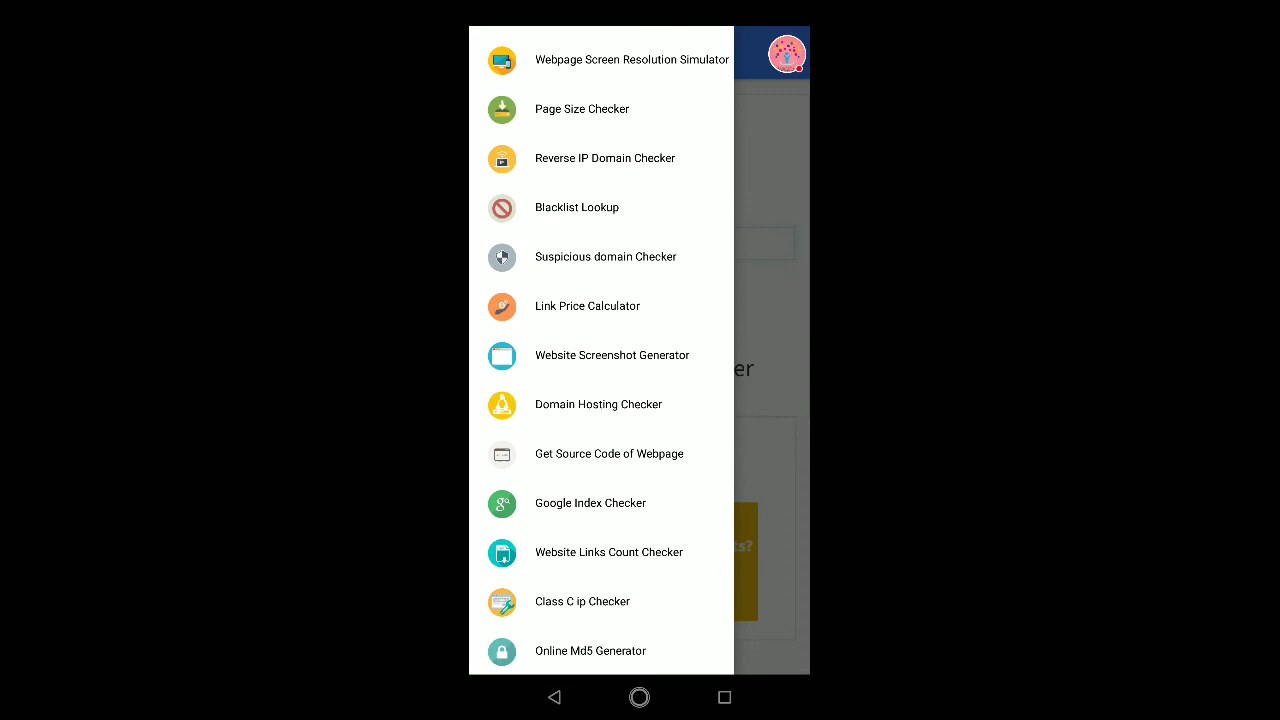 Webpage Screen Resolution Simulator
Page Size Checker
Reverse IP Domain Checker
Blacklist Lookup
Suspicious domain Checker
Link Price Calculator
Website Screenshot Generator
er
Domain Hosting Checker
Get Source Code of Webpage
Google Index Checker
Website Links Count Checker
Class C ip Checker
Online Md5 Generator